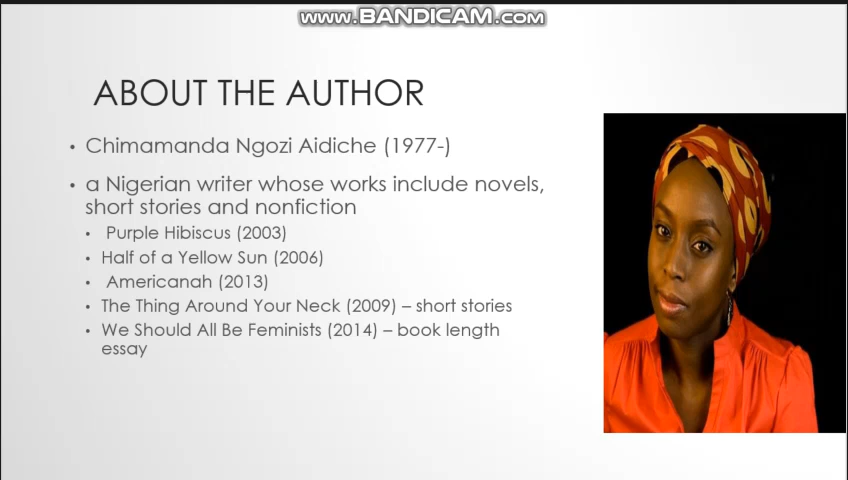 www.BANDICAM.com
ABOUT THE AUTHOR
• Chimamanda Ngozi Aidiche (1977-)
• a Nigerian writer whose works include novels,
short stories and nonfiction
• Purple Hibiscus (2003)
• Half of a Yellow Sun (2006)
• Americanah (2013)
• The Thing Around Your Neck (2009) – short stories
• We Should All Be Feminists (2014) – book length
essay